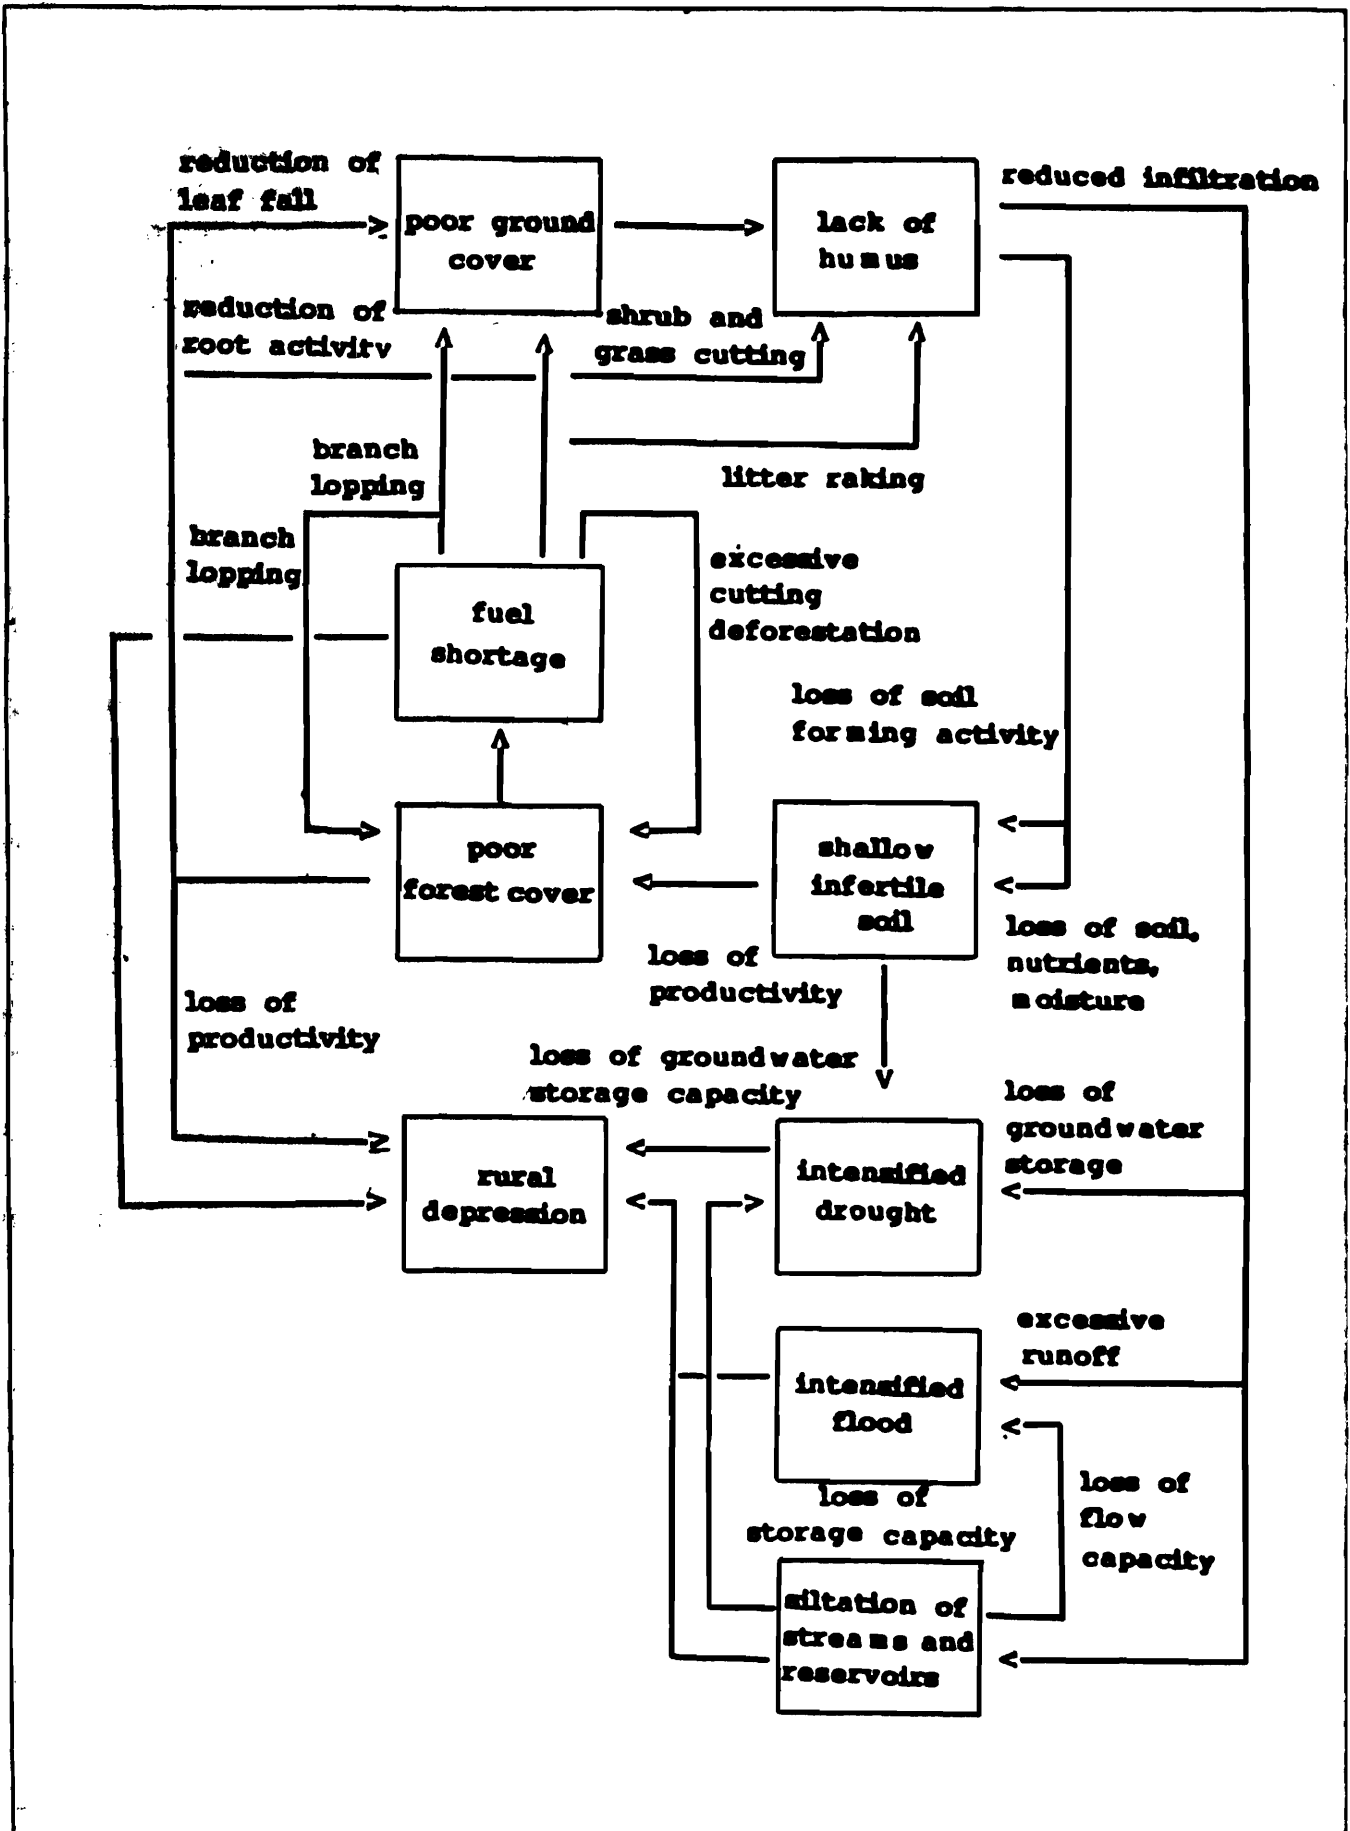 reduction of
leaf fall
poor ground
cover
lack of
humus
reduced infiltration
reduction of
root activity
shrub and
grass cutting
branch
lopping
litter raking
branch
lopping
excessive
cutting
deforestation
fuel
shortage
loss of soil
forming activity
poor
forest cover
shallow
infertile
soil
loss of soil,
nutrients,
moisture
loss of
productivity
loss of
productivity
loss of groundwater
storage capacity
loss of
groundwater
storage
rural
depression
intensified
drought
excessive
runoff
intensified
flood
loss of
storage capacity
loss of
flow
capacity
siltation of
streams and
reservoirs